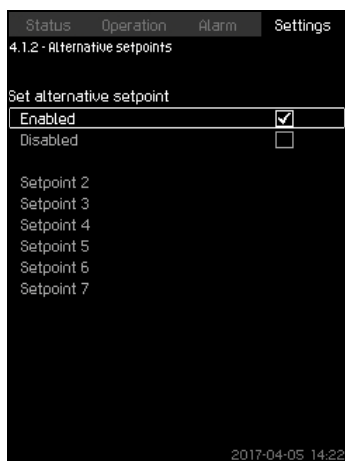 Status Operation Alarm Settings
4.1.2 - Alternative setpoints
Set alternative setpoint
Enabled
Disabled
Setpoint 2
Setpoint 3
Setpoint 4
Setpoint 5
Setpoint 6
Setpoint 7
2017-04-05 14:22